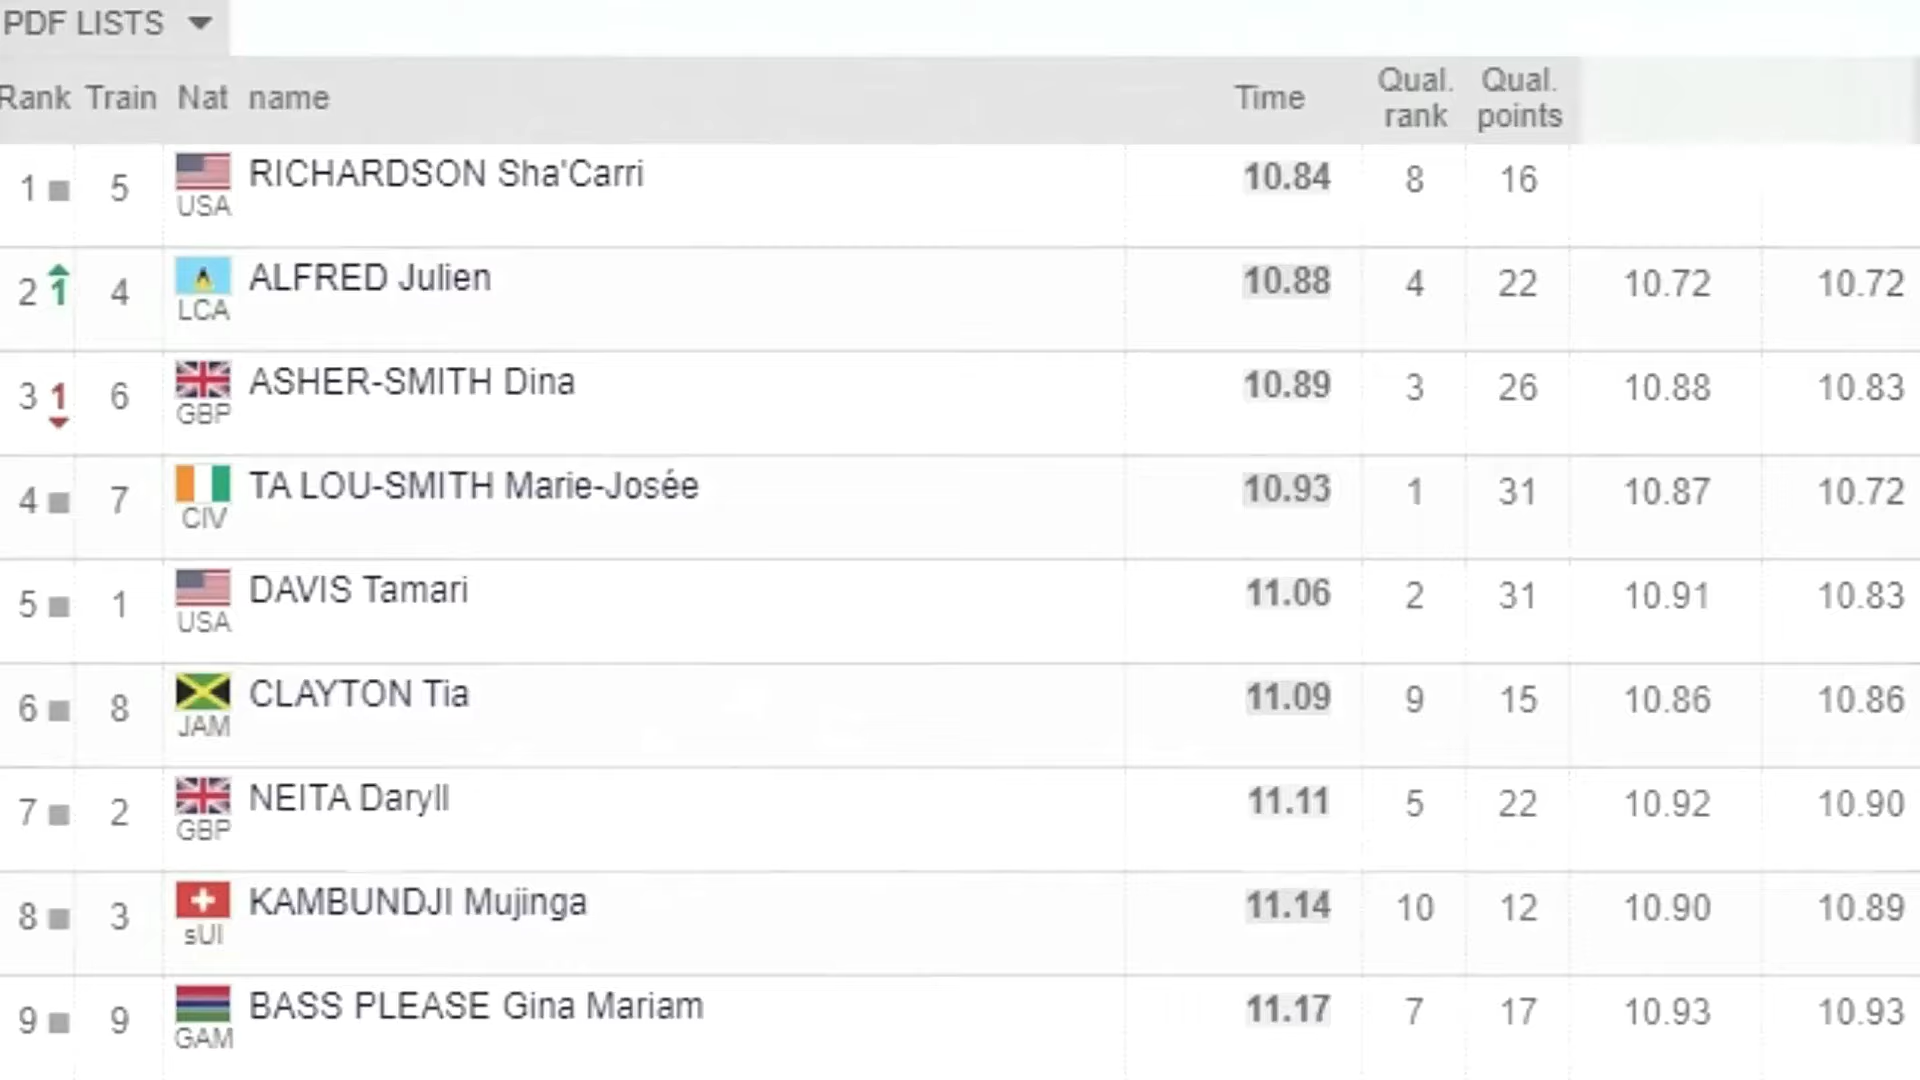 PDF LISTS
Rank Train Nat name Time Qual. rank Qual. points
1 5 USA RICHARDSON Sha'Carri 10.84 8 16
2 1 4 LCA ALFRED Julien 10.88 4 22 10.72 10.72
3 1 6 GBP ASHER-SMITH Dina 10.89 3 26 10.88 10.83
4 7 CIV TA LOU-SMITH Marie-Josée 10.93 1 31 10.87 10.72
5 1 USA DAVIS Tamari 11.06 2 31 10.91 10.83
6 8 JAM CLAYTON Tia 11.09 9 15 10.86 10.86
7 2 GBP NEITA Daryll 11.11 5 22 10.92 10.90
8 3 sUI KAMBUNDJI Mujinga 11.14 10 12 10.90 10.89
9 9 GAM BASS PLEASE Gina Mariam 11.17 7 17 10.93 10.93